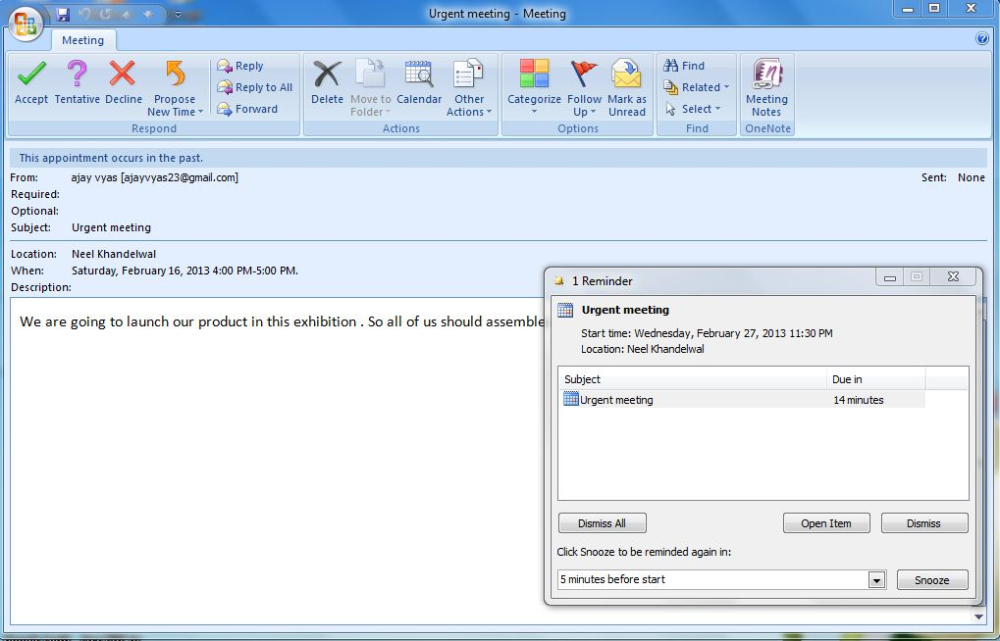 Urgent meeting - Meeting
Meeting
Accept Tentative Decline Propose New Time
Reply
Reply to All
Forward
Respond
Delete Move to Folder Calendar Other Actions
Actions
Categorize Follow Up Mark as Unread
Options
Find
Related
Select
Find
Meeting Notes
OneNote
This appointment occurs in the past.
From: ajay vyas [ajayvyas23@gmail.com] Sent: None
Required:
Optional:
Subject: Urgent meeting
Location: Neel Khandelwal
When: Saturday, February 16, 2013 4:00 PM-5:00 PM.
Description:
We are going to launch our product in this exhibition . So all of us should assemble
1 Reminder
Urgent meeting
Start time: Wednesday, February 27, 2013 11:30 PM
Location: Neel Khandelwal
Subject Due in
Urgent meeting 14 minutes
Dismiss All Open Item Dismiss
Click Snooze to be reminded again in:
5 minutes before start Snooze